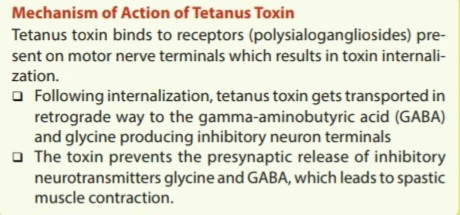 Mechanism of Action of Tetanus Toxin
Tetanus toxin binds to receptors (polysialogangliosides) pre-
sent on motor nerve terminals which results in toxin internali-
zation.
❑ Following internalization, tetanus toxin gets transported in
retrograde way to the gamma-aminobutyric acid (GABA)
and glycine producing inhibitory neuron terminals
❑ The toxin prevents the presynaptic release of inhibitory
neurotransmitters glycine and GABA, which leads to spastic
muscle contraction.